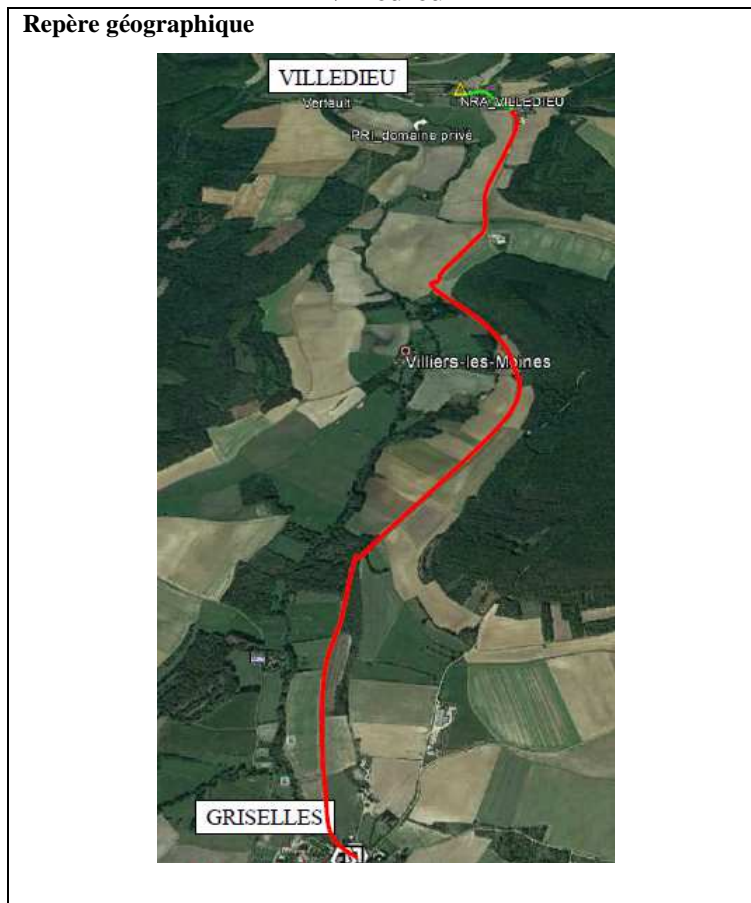 Repère géographique
VILLEDIEU
Vertault
NRA_VILLEDIEU
PRI_domaine privé
Villiers-les-Moines
GRISELLES